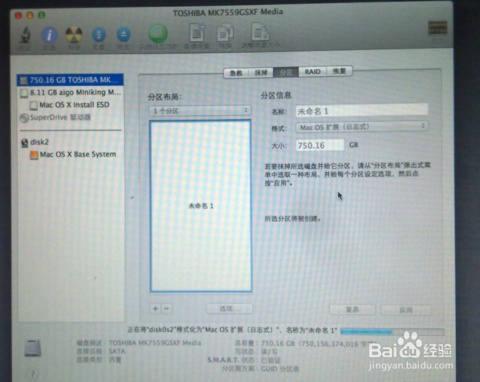 TOSHIBA MK7559GSXF Media
750.16 GB TOSHIBA MK...
8.11 GB aigo Miniking M...
Mac OS X Install ESD
SuperDrive 驱动器
disk2
Mac OS X Base System
急救 抹掉 分区 RAID 恢复
分区布局:
1 个分区
未命名 1
选项...
分区信息
名称: 未命名 1
格式: Mac OS 扩展（日志式）
大小: 750.16 GB
若要抹掉所选磁盘并给它分区，请从“分区布局”弹出式菜
单中选取一种布局，并给每个分区设定选项，然后点
按“应用”。
所选分区将被创建。
复原 应用
正在将“disk0s2”格式化为“Mac OS 扩展（日志式）”，名称为“未命名 1”
磁盘描述: TOSHIBA MK7559GSXF Media
连接总线: SATA
连接类型: 内置
总容量: 750.16 GB (750,156,374,016 字
写状态: 读/写
S.M.A.R.T. 状态: 已验证
分区图方案: GUID 分区表
Baidu 经验
jingyan.baidu.com